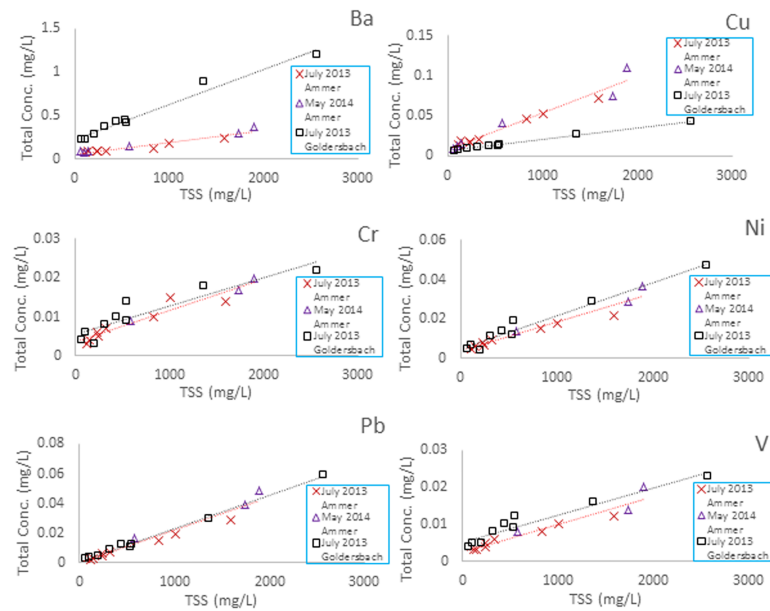 Ba
Total Conc. (mg/L)
1.5
1
0.5
0
0 1000 2000 3000
TSS (mg/L)
July 2013
Ammer
May 2014
Ammer
July 2013
Goldersbach
Cu
Total Conc. (mg/L)
0.15
0.1
0.05
0
0 1000 2000 3000
TSS (mg/L)
July 2013
Ammer
May 2014
Ammer
July 2013
Goldersbach
Cr
Total Conc. (mg/L)
0.03
0.02
0.01
0
0 1000 2000 3000
TSS (mg/L)
July 2013
Ammer
May 2014
Ammer
July 2013
Goldersbach
Ni
Total Conc. (mg/L)
0.06
0.04
0.02
0
0 1000 2000 3000
TSS (mg/L)
July 2013
Ammer
May 2014
Ammer
July 2013
Goldersbach
Pb
Total Conc. (mg/L)
0.08
0.06
0.04
0.02
0
0 1000 2000 3000
TSS (mg/L)
July 2013
Ammer
May 2014
Ammer
July 2013
Goldersbach
V
Total Conc. (mg/L)
0.03
0.02
0.01
0
0 1000 2000 3000
TSS (mg/L)
July 2013
Ammer
May 2014
Ammer
July 2013
Goldersbach